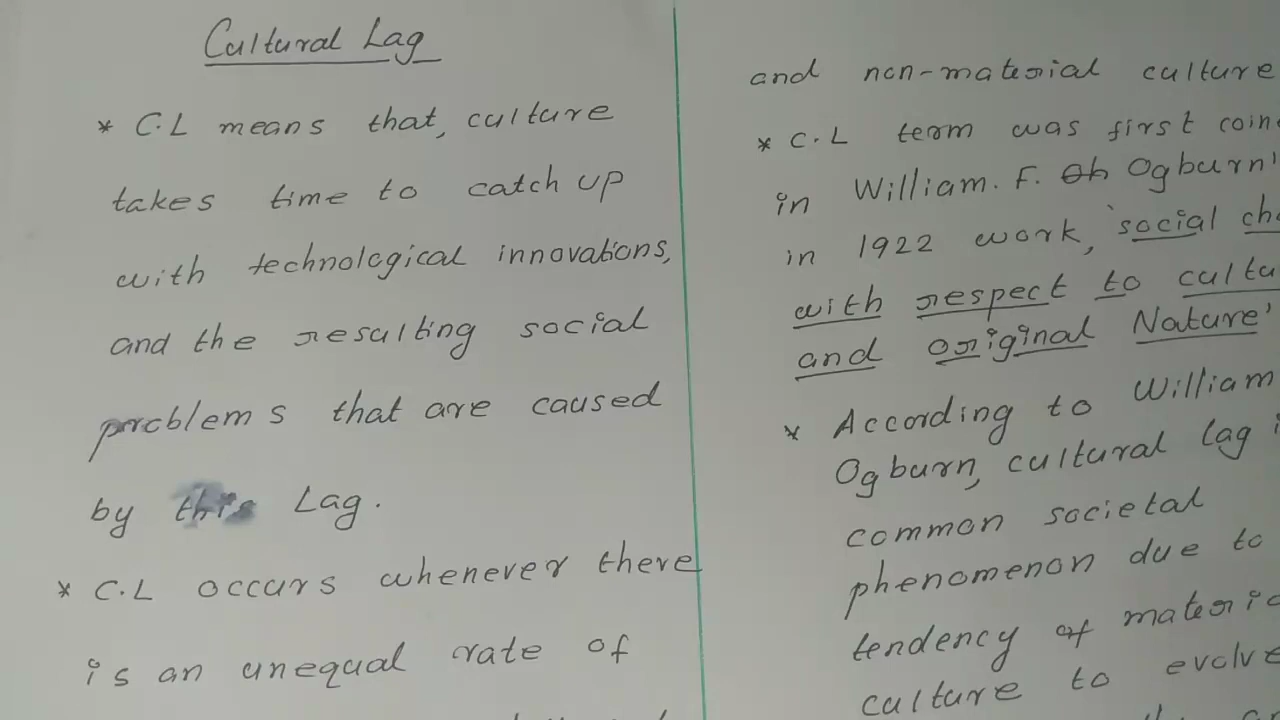 Cultural Lag
* C.L means that, culture
takes time to catch up
with technological innovations,
and the resulting social
problems that are caused
by this Lag.
* C.L occurs whenever there
is an unequal rate of
and non-material culture
* C.L term was first coin
in William. F. Ogburn'
in 1922 work, 'social cha
with respect to cultu
and original Nature'
* According to William
Ogburn, cultural lag i
common societal
phenomenon due to
tendency of materia
culture to evolve